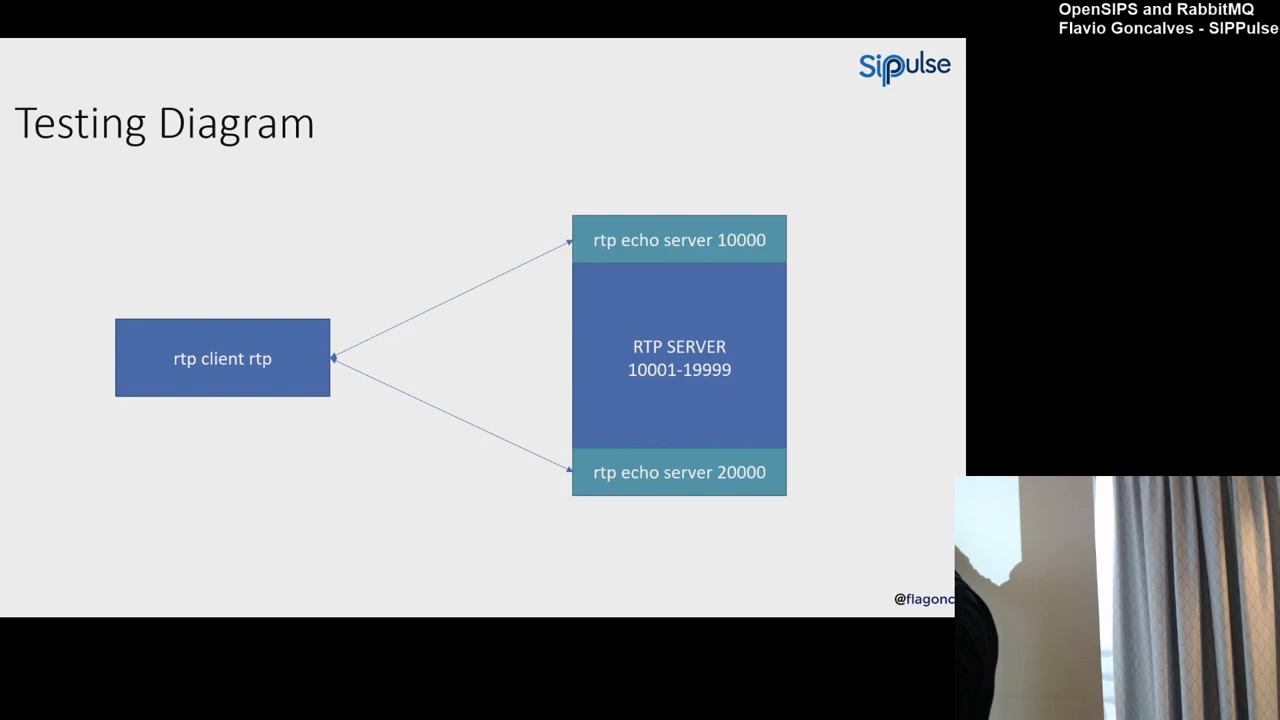 OpenSIPS and RabbitMQ
Flavio Goncalves - SIPPulse
Sippulse
Testing Diagram
rtp echo server 10000
rtp client rtp
RTP SERVER
10001-19999
rtp echo server 20000
@flagonc